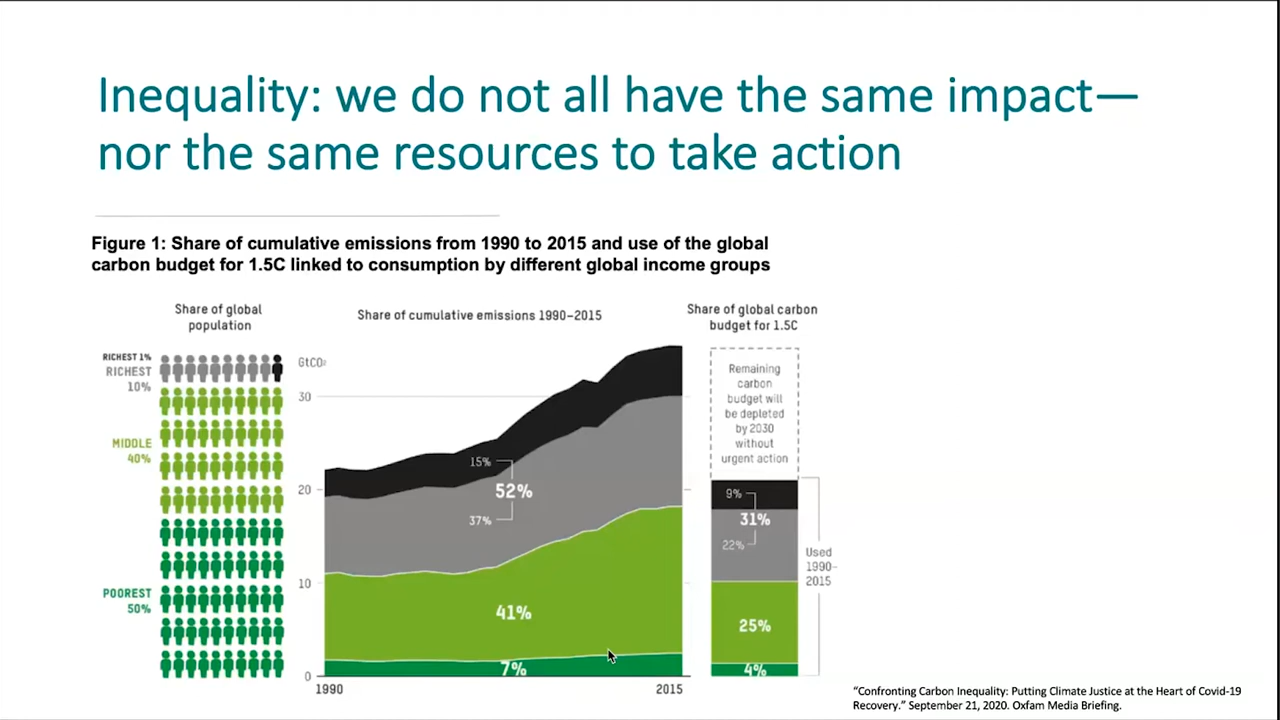 Inequality: we do not all have the same impact—
nor the same resources to take action
Figure 1: Share of cumulative emissions from 1990 to 2015 and use of the global
carbon budget for 1.5C linked to consumption by different global income groups
Share of global
population
RICHEST 1%
RICHEST
10%
MIDDLE
40%
POOREST
50%
Share of cumulative emissions 1990–2015
GtCO₂
30
20
10
0
15%
52%
37%
41%
7%
1990
2015
Share of global carbon
budget for 1.5C
Remaining
carbon
budget will
be depleted
by 2030
without
urgent action
9%
31%
22%
25%
4%
Used
1990–
2015
“Confronting Carbon Inequality: Putting Climate Justice at the Heart of Covid-19
Recovery.” September 21, 2020. Oxfam Media Briefing.